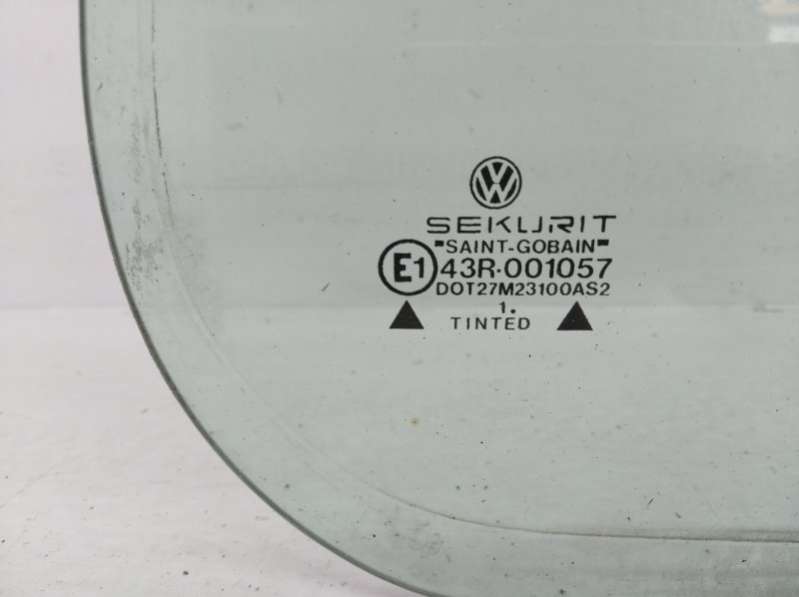 SEKURIT
"SAINT-GOBAIN"
E1 43R-001057
DOT27M23100AS2
1.
TINTED